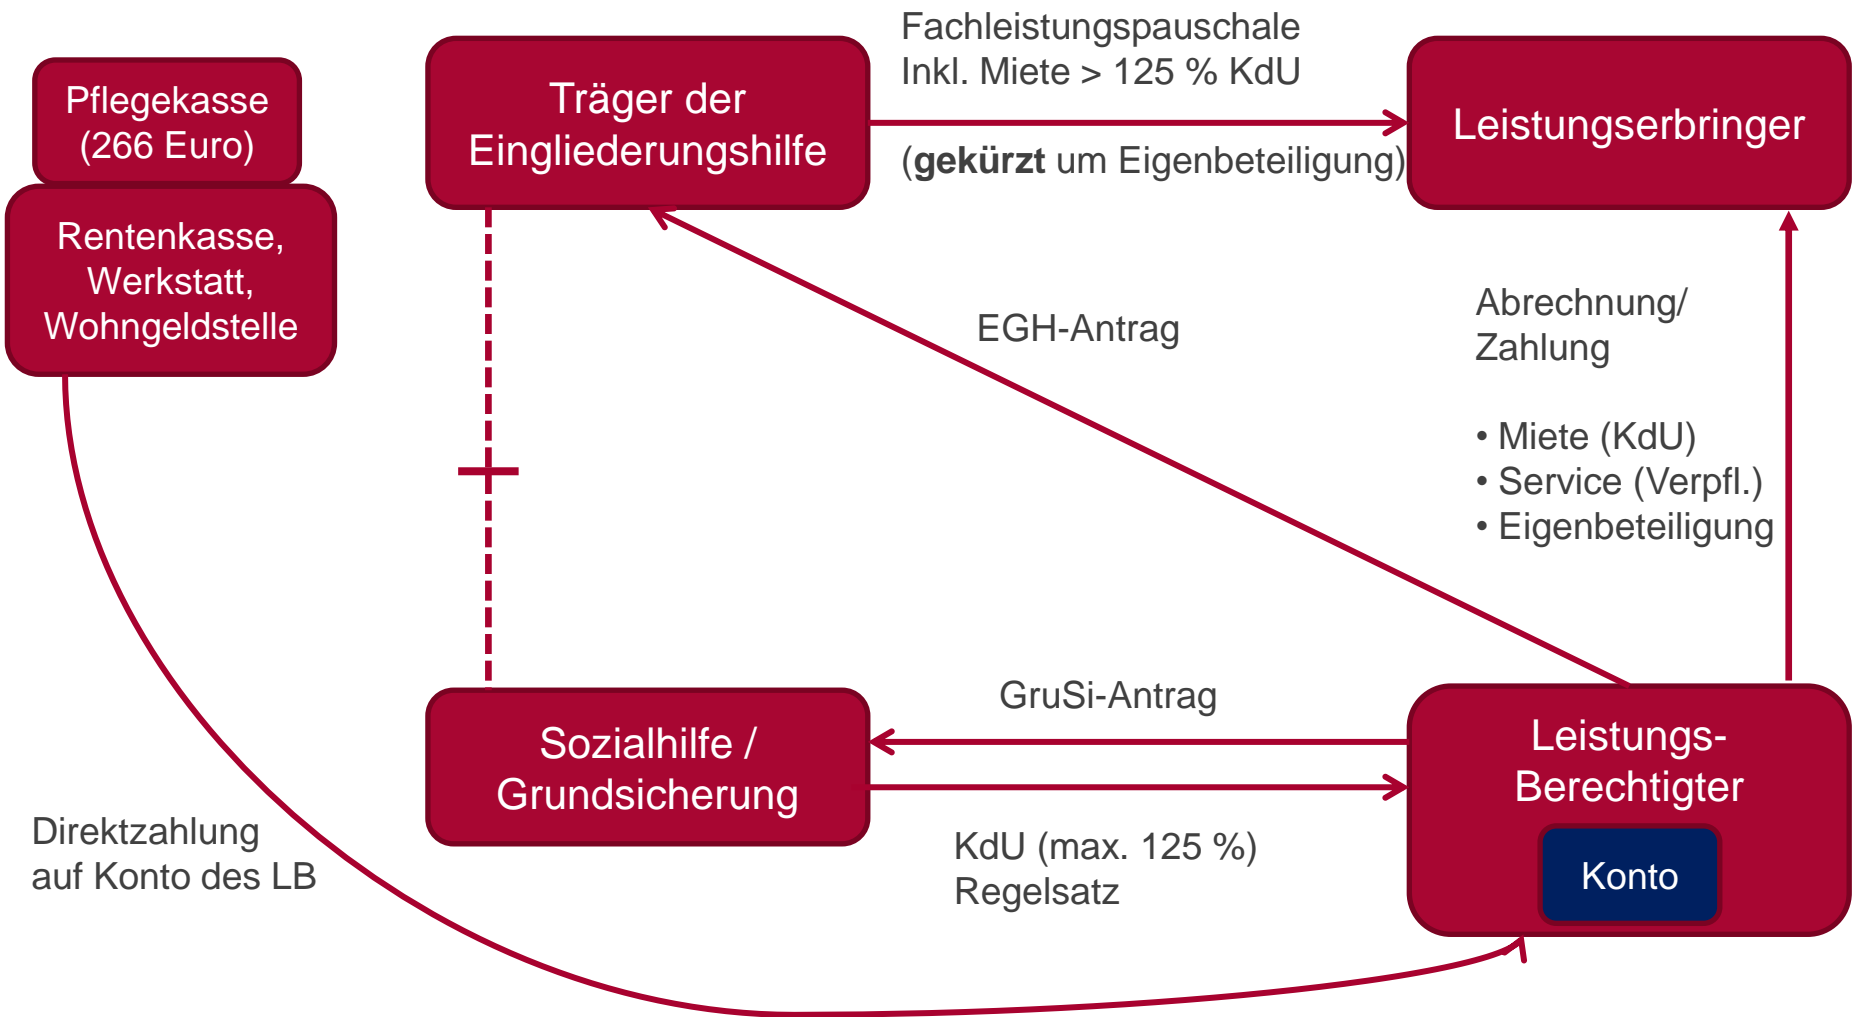 Pflegekasse
(266 Euro)
Rentenkasse,
Werkstatt,
Wohngeldstelle
Träger der
Eingliederungshilfe
Fachleistungspauschale
Inkl. Miete > 125 % KdU
(gekürzt um Eigenbeteiligung)
Leistungserbringer
EGH-Antrag
Abrechnung/
Zahlung
• Miete (KdU)
• Service (Verpfl.)
• Eigenbeteiligung
Sozialhilfe /
Grundsicherung
GruSi-Antrag
KdU (max. 125 %)
Regelsatz
Leistungs-
Berechtigter
Konto
Direktzahlung
auf Konto des LB